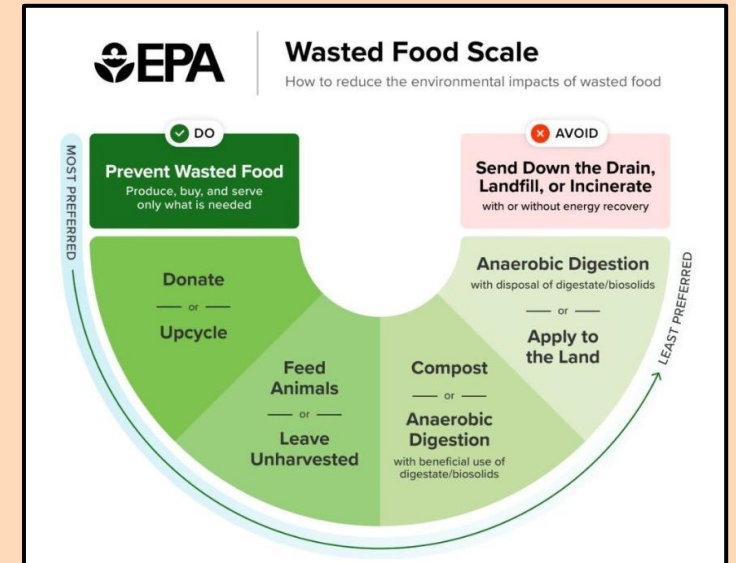 EPA
Wasted Food Scale
How to reduce the environmental impacts of wasted food
MOST PREFERRED
DO
Prevent Wasted Food
Produce, buy, and serve
only what is needed
AVOID
Send Down the Drain,
Landfill, or Incinerate
with or without energy recovery
Donate
or
Upcycle
Feed
Animals
or
Leave
Unharvested
Compost
or
Anaerobic
Digestion
with beneficial use of
digestate/biosolids
Anaerobic Digestion
with disposal of digestate/biosolids
or
Apply to
the Land
LEAST PREFERRED